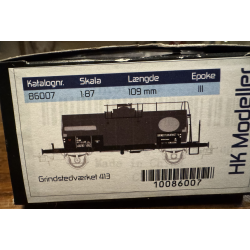 Katalognr. Skala Længde Epoke
86007 1:87 109 mm III
HK Modeller
Grindstedværket 413
10086007